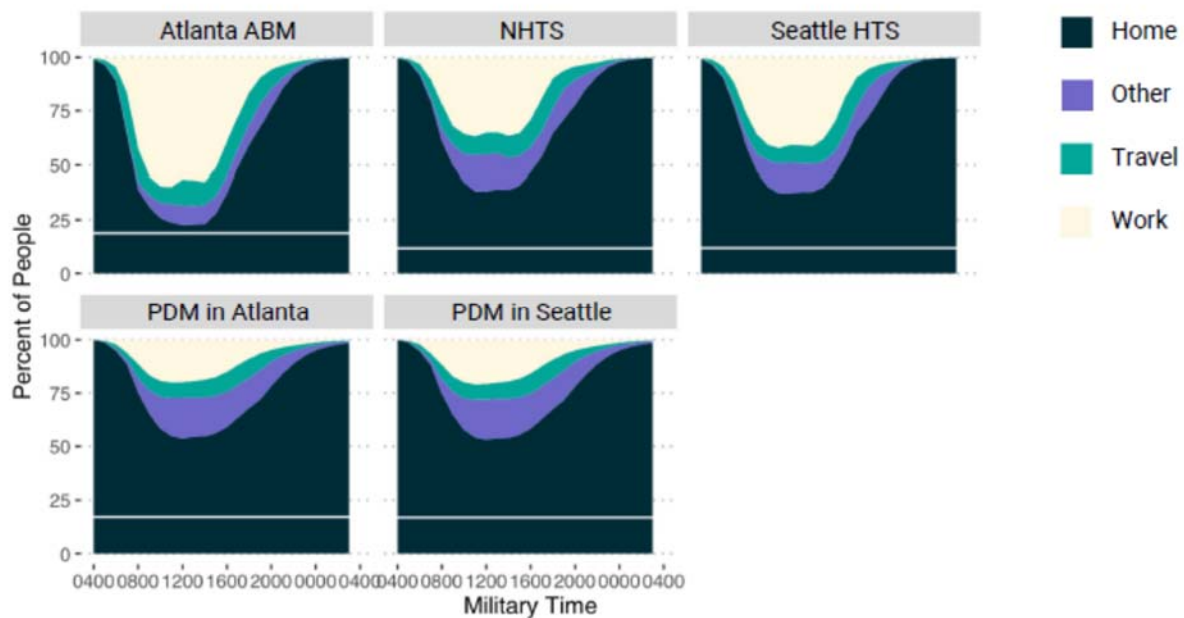 Atlanta ABM
NHTS
Seattle HTS
Home
Other
Travel
Work
100
75
50
25
0
PDM in Atlanta
PDM in Seattle
100
75
50
25
0
Percent of People
0400 0800 1200 1600 2000 0000 0400
0400 0800 1200 1600 2000 0000 0400
Military Time